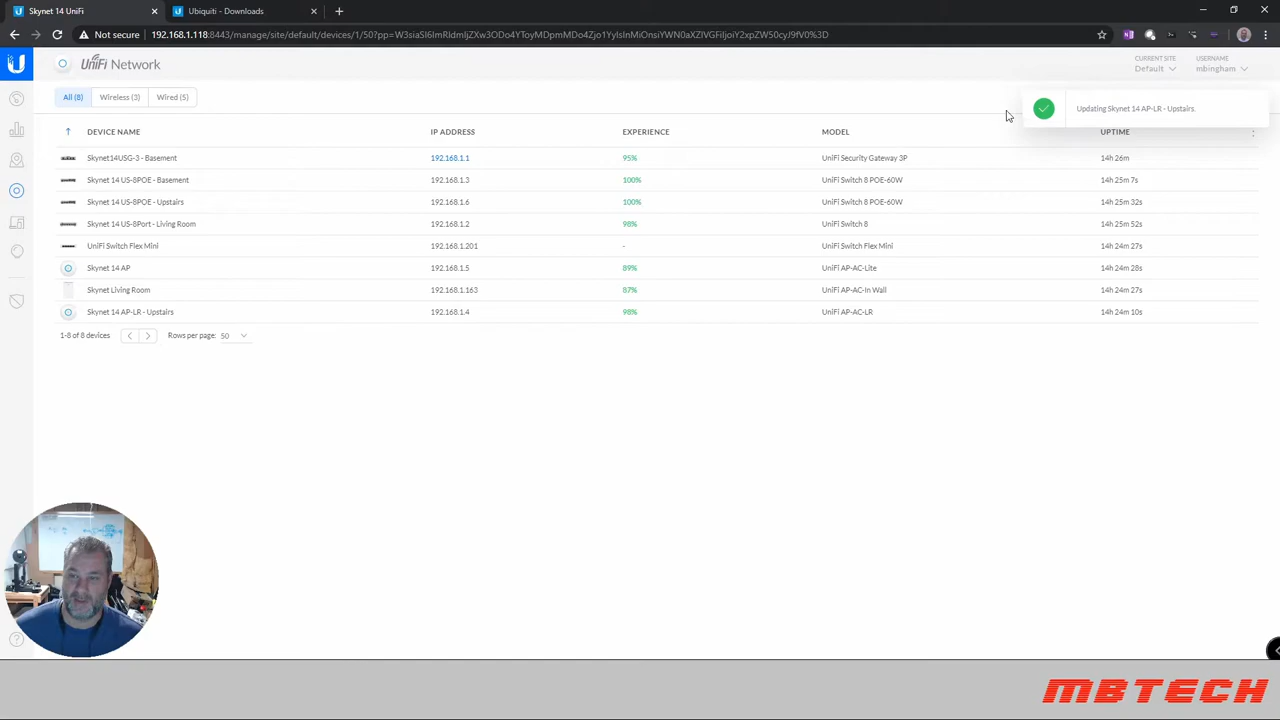 Skynet 14 UniFi
Ubiquiti - Downloads
Not secure 192.168.1.118:8443/manage/site/default/devices/1/50?pp=
UniFi Network
CURRENT SITE
Default
USERNAME
mbingham
All (8)
Wireless (3)
Wired (5)
Updating Skynet 14 AP-LR - Upstairs.
DEVICE NAME IP ADDRESS EXPERIENCE MODEL UPTIME
Skynet14USG-3 - Basement 192.168.1.1 95% UniFi Security Gateway 3P 14h 26m
Skynet 14 US-8POE - Basement 192.168.1.3 100% UniFi Switch 8 POE-60W 14h 25m 7s
Skynet 14 US-8POE - Upstairs 192.168.1.6 100% UniFi Switch 8 POE-60W 14h 25m 32s
Skynet 14 US-8Port - Living Room 192.168.1.2 98% UniFi Switch 8 14h 25m 52s
UniFi Switch Flex Mini 192.168.1.201 - UniFi Switch Flex Mini 14h 24m 27s
Skynet 14 AP 192.168.1.5 89% UniFi AP-AC-Lite 14h 24m 28s
Skynet Living Room 192.168.1.163 87% UniFi AP-AC-In Wall 14h 24m 27s
Skynet 14 AP-LR - Upstairs 192.168.1.4 98% UniFi AP-AC-LR 14h 24m 10s
1-8 of 8 devices Rows per page: 50
MBTECH